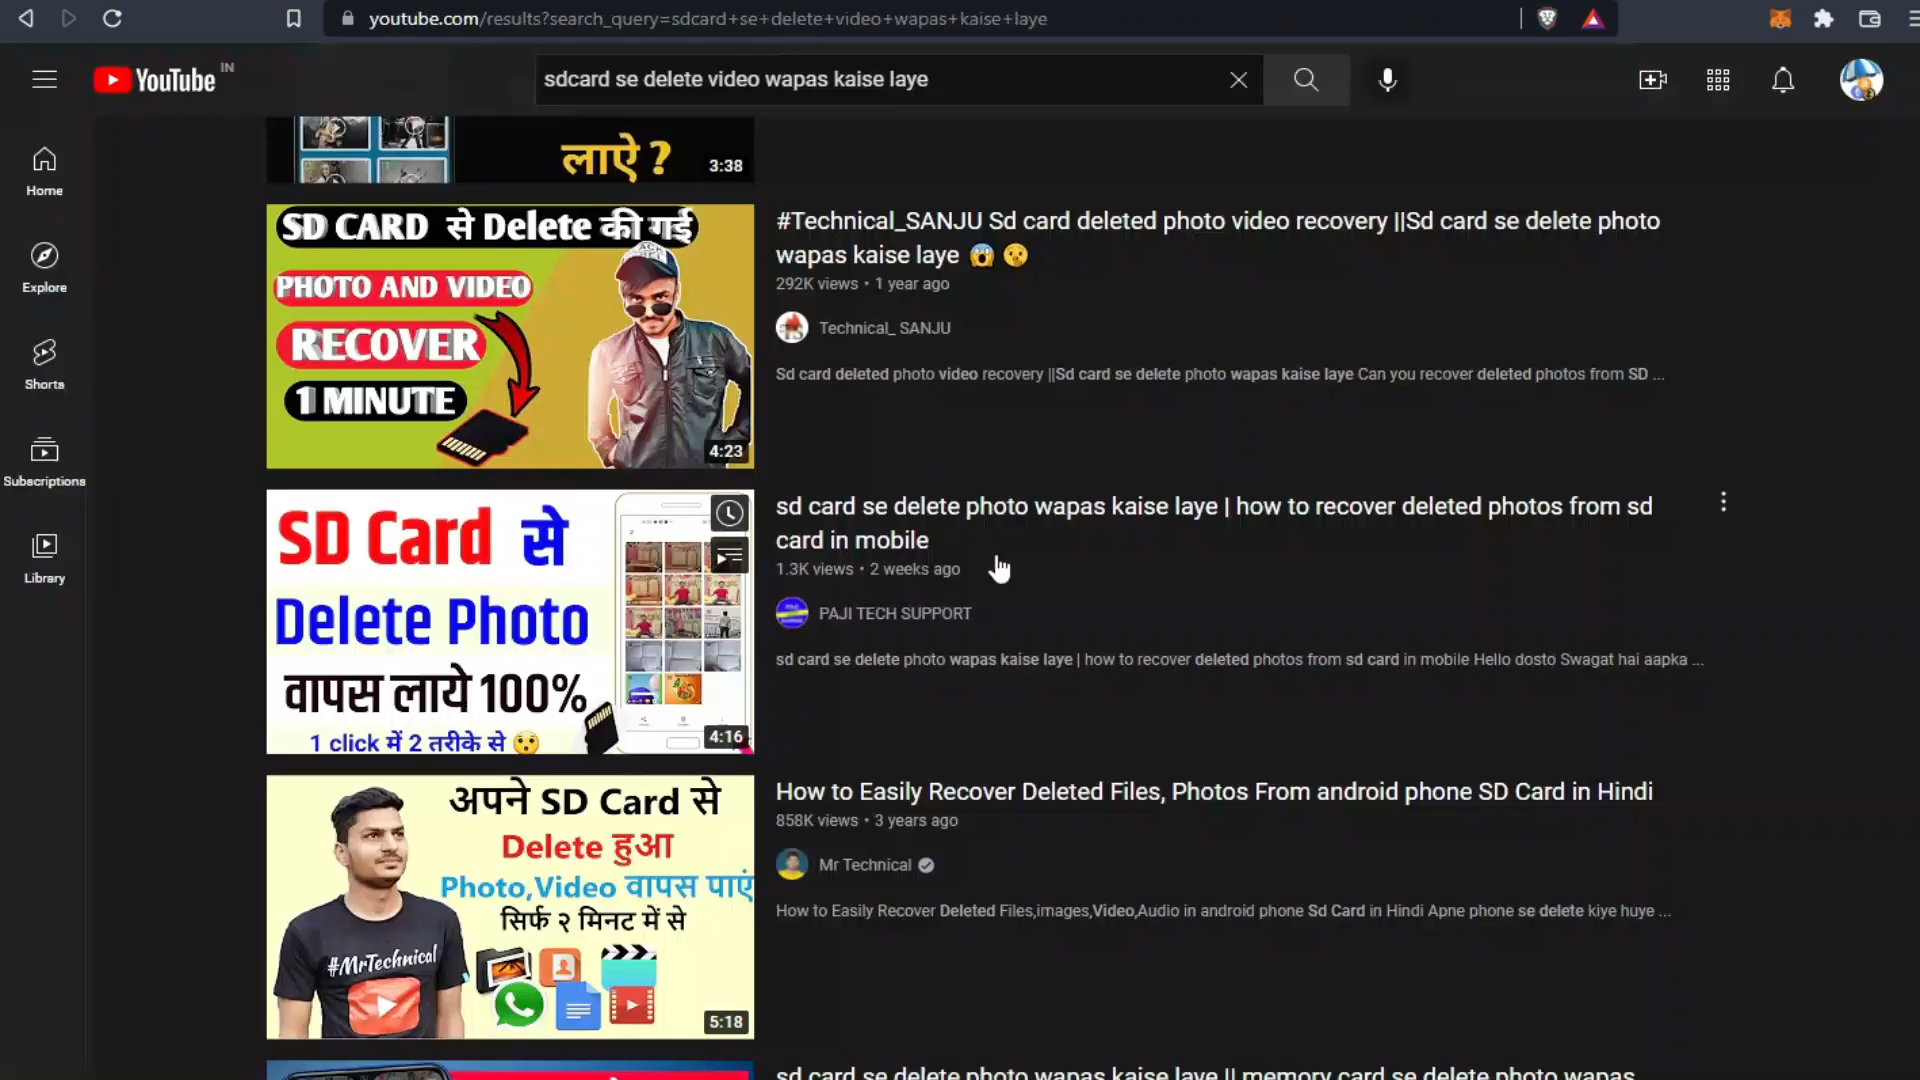 youtube.com/results?search_query=sdcard+se+delete+video+wapas+kaise+laye
YouTube IN
sdcard se delete video wapas kaise laye
Home
Explore
Shorts
Subscriptions
Library
लाऐ ?
3:38
SD CARD से Delete की गई
PHOTO AND VIDEO
RECOVER
1 MINUTE
4:23
#Technical_SANJU Sd card deleted photo video recovery ||Sd card se delete photo
wapas kaise laye 😱 🤫
292K views • 1 year ago
Technical_ SANJU
Sd card deleted photo video recovery ||Sd card se delete photo wapas kaise laye Can you recover deleted photos from SD ...
SD Card से
Delete Photo
वापस लाये 100%
1 click में 2 तरीके से 😯
4:16
sd card se delete photo wapas kaise laye | how to recover deleted photos from sd
card in mobile
1.3K views • 2 weeks ago
PAJI TECH SUPPORT
sd card se delete photo wapas kaise laye | how to recover deleted photos from sd card in mobile Hello dosto Swagat hai aapka ...
अपने SD Card से
Delete हुआ
Photo,Video वापस पाएं
सिर्फ २ मिनट में से
#MrTechnical
5:18
How to Easily Recover Deleted Files, Photos From android phone SD Card in Hindi
858K views • 3 years ago
Mr Technical
How to Easily Recover Deleted Files,images,Video,Audio in android phone Sd Card in Hindi Apne phone se delete kiye huye ...
sd card se delete photo wapas kaise laye || memory card se delete photo wapas